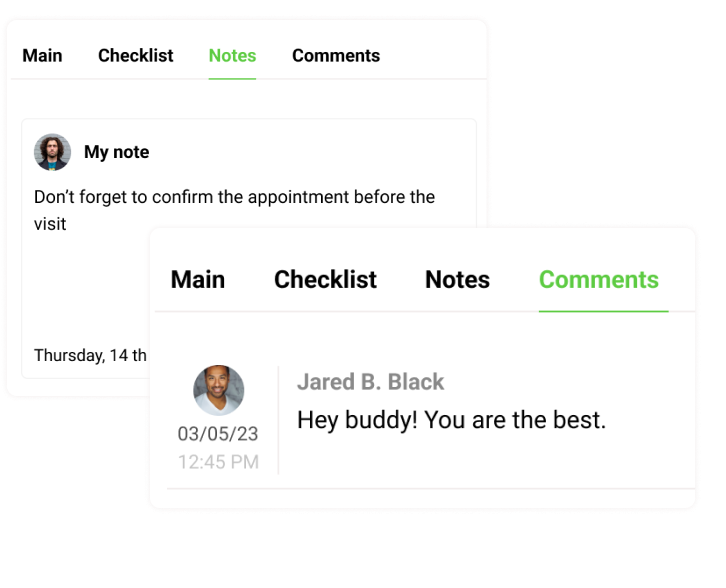 Main Checklist Notes Comments
My note
Don’t forget to confirm the appointment before the
visit
Thursday, 14 th
Main Checklist Notes Comments
Jared B. Black
Hey buddy! You are the best.
03/05/23
12:45 PM